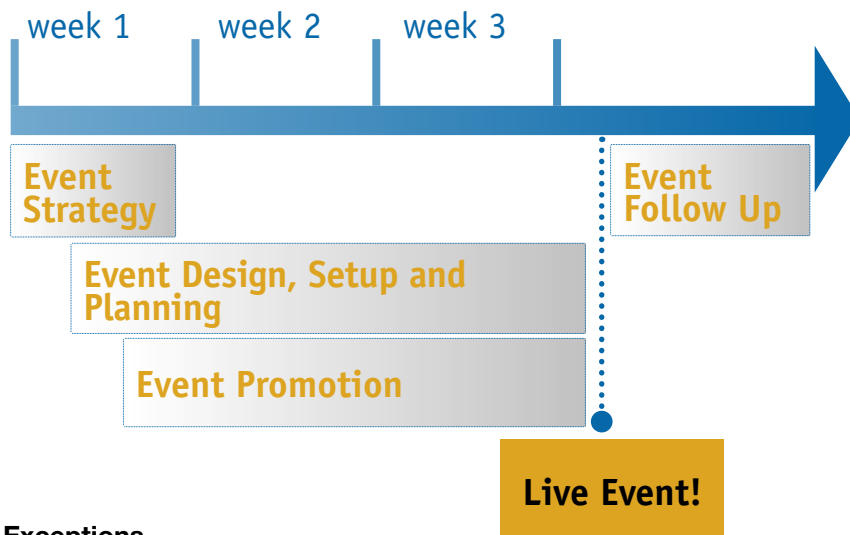 week 1 week 2 week 3
Event
Strategy
Event
Follow Up
Event Design, Setup and
Planning
Event Promotion
Live Event!
Exceptions